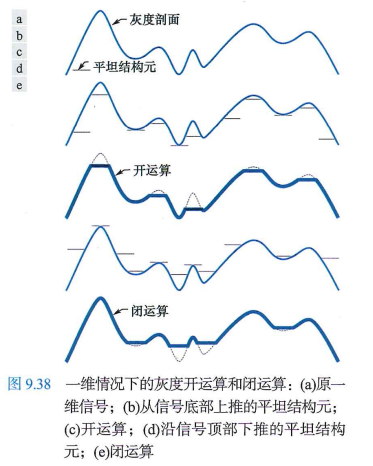 a
b
c
d
e
灰度剖面
平坦结构元
开运算
闭运算
图 9.38 一维情况下的灰度开运算和闭运算：(a)原一
维信号；(b)从信号底部上推的平坦结构元；
(c)开运算；(d)沿信号顶部下推的平坦结构
元；(e)闭运算